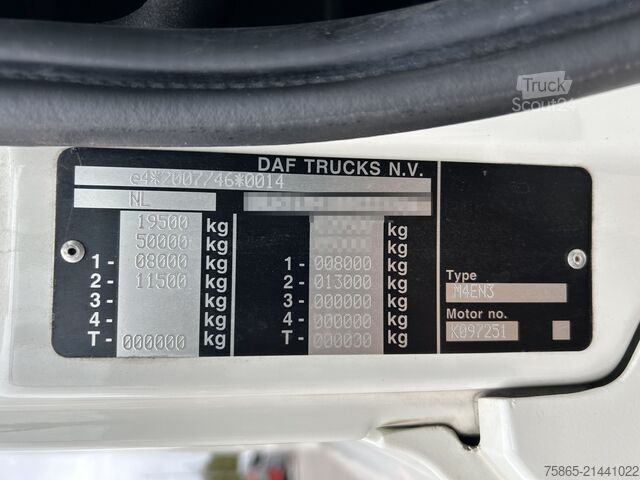 Truck
Scout24
DAF TRUCKS N.V.
e4*2007/46*0014
NL
19500 kg kg
50000 kg kg
1- 08000 kg 1- 008000 kg
2- 11500 kg 2- 013000 kg
3- kg 3- 000000 kg
4- kg 4- 000000 kg
T- 000000 kg T- 000000 kg
Type
M4EN3
Motor no.
K097251
75865-21441022